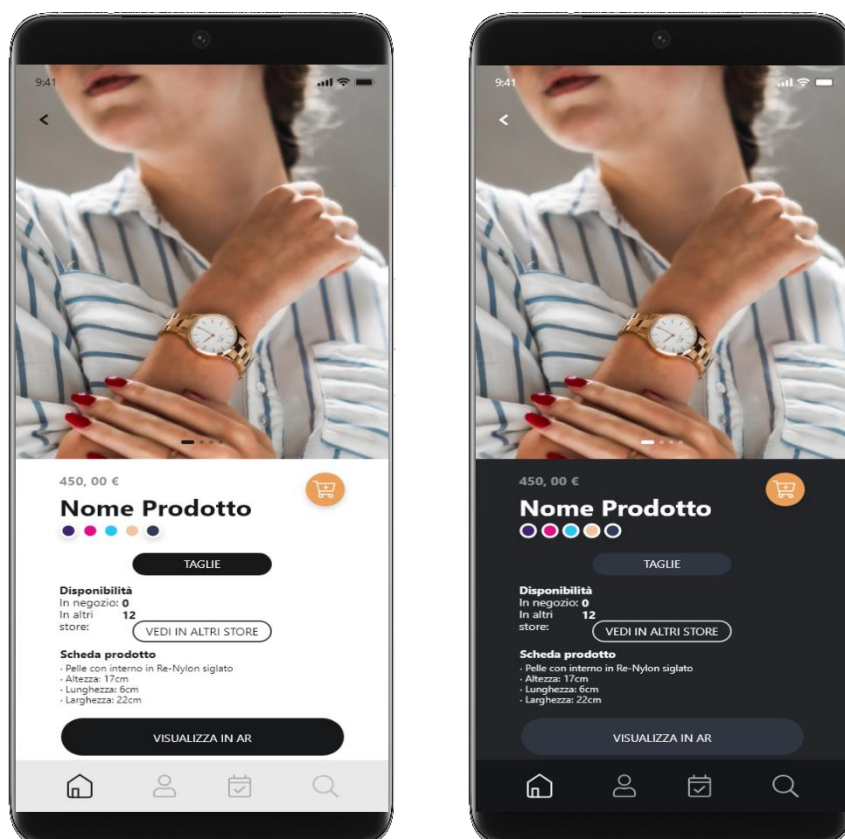 9:41
450, 00 €
Nome Prodotto
TAGLIE
Disponibilità
In negozio: 0
In altri 12
store:
VEDI IN ALTRI STORE
Scheda prodotto
· Pelle con interno in Re-Nylon siglato
· Altezza: 17cm
· Lunghezza: 6cm
· Larghezza: 22cm
VISUALIZZA IN AR
9:41
450, 00 €
Nome Prodotto
TAGLIE
Disponibilità
In negozio: 0
In altri 12
store:
VEDI IN ALTRI STORE
Scheda prodotto
· Pelle con interno in Re-Nylon siglato
· Altezza: 17cm
· Lunghezza: 6cm
· Larghezza: 22cm
VISUALIZZA IN AR